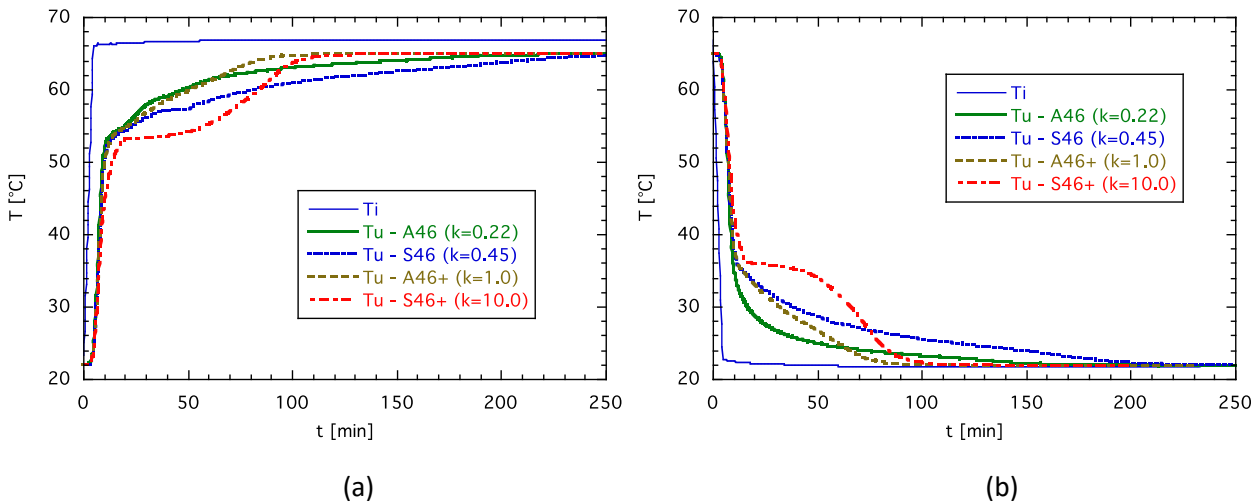 70
60
50
40
30
20
T [°C]
0
50
100
150
200
250
t [min]
Ti
Tu - A46 (k=0.22)
Tu - S46 (k=0.45)
Tu - A46+ (k=1.0)
Tu - S46+ (k=10.0)
(a)
70
60
50
40
30
20
T [°C]
0
50
100
150
200
250
t [min]
Ti
Tu - A46 (k=0.22)
Tu - S46 (k=0.45)
Tu - A46+ (k=1.0)
Tu - S46+ (k=10.0)
(b)